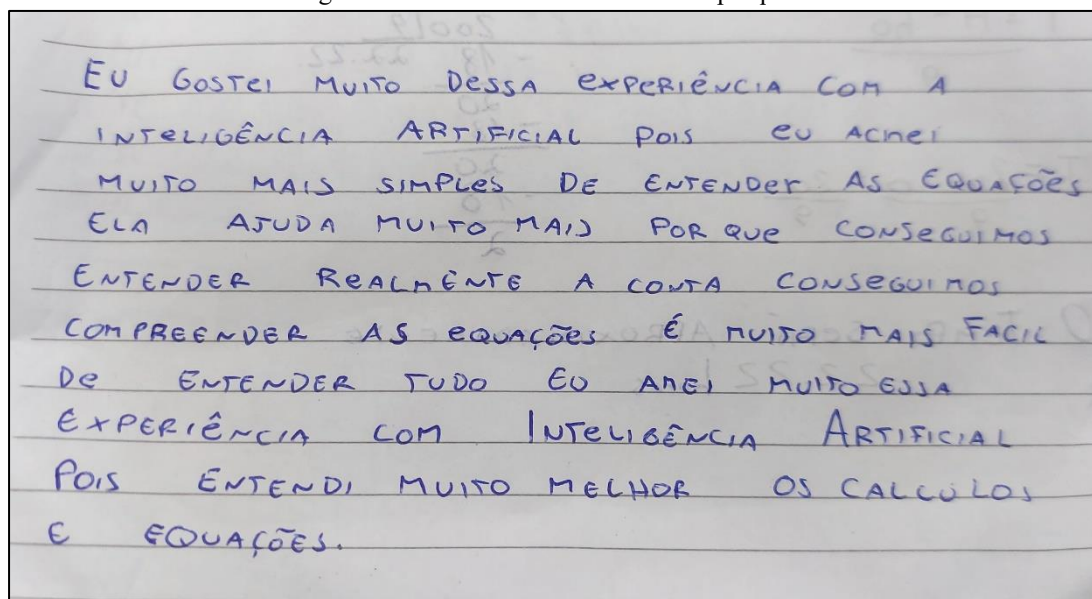 EU GOSTEI MUITO DESSA EXPERIÊNCIA COM A
INTELIGÊNCIA ARTIFICIAL POIS EU ACHEI
MUITO MAIS SIMPLES DE ENTENDER AS EQUAÇÕES
ELA AJUDA MUITO MAIS POR QUE CONSEGUIMOS
ENTENDER REALMENTE A CONTA CONSEGUIMOS
COMPREENDER AS EQUAÇÕES É MUITO MAIS FACIL
DE ENTENDER TUDO EU AMEI MUITO ESSA
EXPERIÊNCIA COM INTELIGÊNCIA ARTIFICIAL
POIS ENTENDI MUITO MELHOR OS CALCULOS
E EQUAÇÕES.